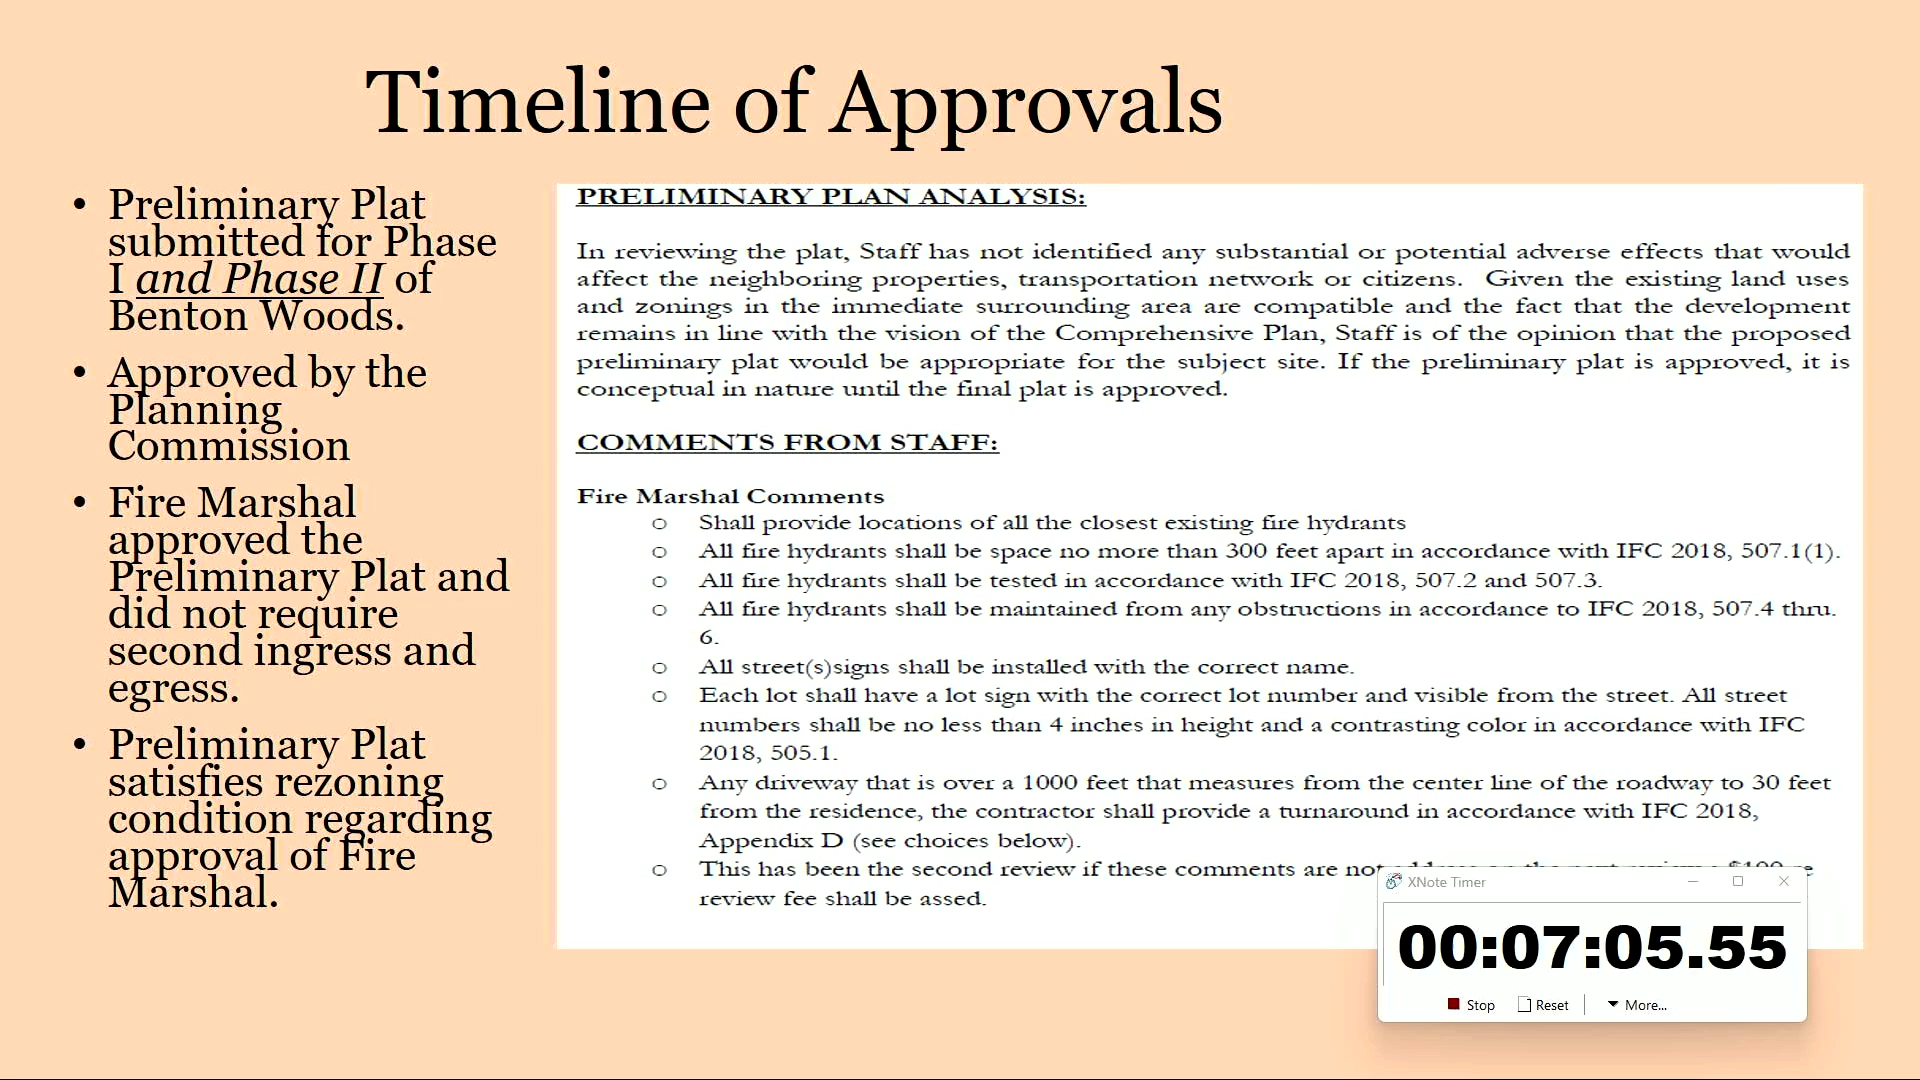 Timeline of Approvals
• Preliminary Plat
submitted for Phase
I and Phase II of
Benton Woods.
• Approved by the
Planning
Commission
• Fire Marshal
approved the
Preliminary Plat and
did not require
second ingress and
egress.
• Preliminary Plat
satisfies rezoning
condition regarding
approval of Fire
Marshal.
PRELIMINARY PLAN ANALYSIS:
In reviewing the plat, Staff has not identified any substantial or potential adverse effects that would
affect the neighboring properties, transportation network or citizens. Given the existing land uses
and zonings in the immediate surrounding area are compatible and the fact that the development
remains in line with the vision of the Comprehensive Plan, Staff is of the opinion that the proposed
preliminary plat would be appropriate for the subject site. If the preliminary plat is approved, it is
conceptual in nature until the final plat is approved.
COMMENTS FROM STAFF:
Fire Marshal Comments
o Shall provide locations of all the closest existing fire hydrants
o All fire hydrants shall be space no more than 300 feet apart in accordance with IFC 2018, 507.1(1).
o All fire hydrants shall be tested in accordance with IFC 2018, 507.2 and 507.3.
o All fire hydrants shall be maintained from any obstructions in accordance to IFC 2018, 507.4 thru.
6.
o All street(s)signs shall be installed with the correct name.
o Each lot shall have a lot sign with the correct lot number and visible from the street. All street
numbers shall be no less than 4 inches in height and a contrasting color in accordance with IFC
2018, 505.1.
o Any driveway that is over a 1000 feet that measures from the center line of the roadway to 30 feet
from the residence, the contractor shall provide a turnaround in accordance with IFC 2018,
Appendix D (see choices below).
o This has been the second review if these comments are not
review fee shall be assed.
XNote Timer
00:07:05.55
Stop Reset More...